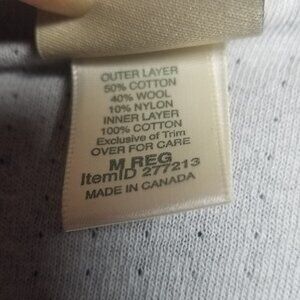 OUTER LAYER
50% COTTON
40% WOOL
10% NYLON
INNER LAYER
100% COTTON
Exclusive of Trim
OVER FOR CARE
M REG
ItemID 277213
MADE IN CANADA